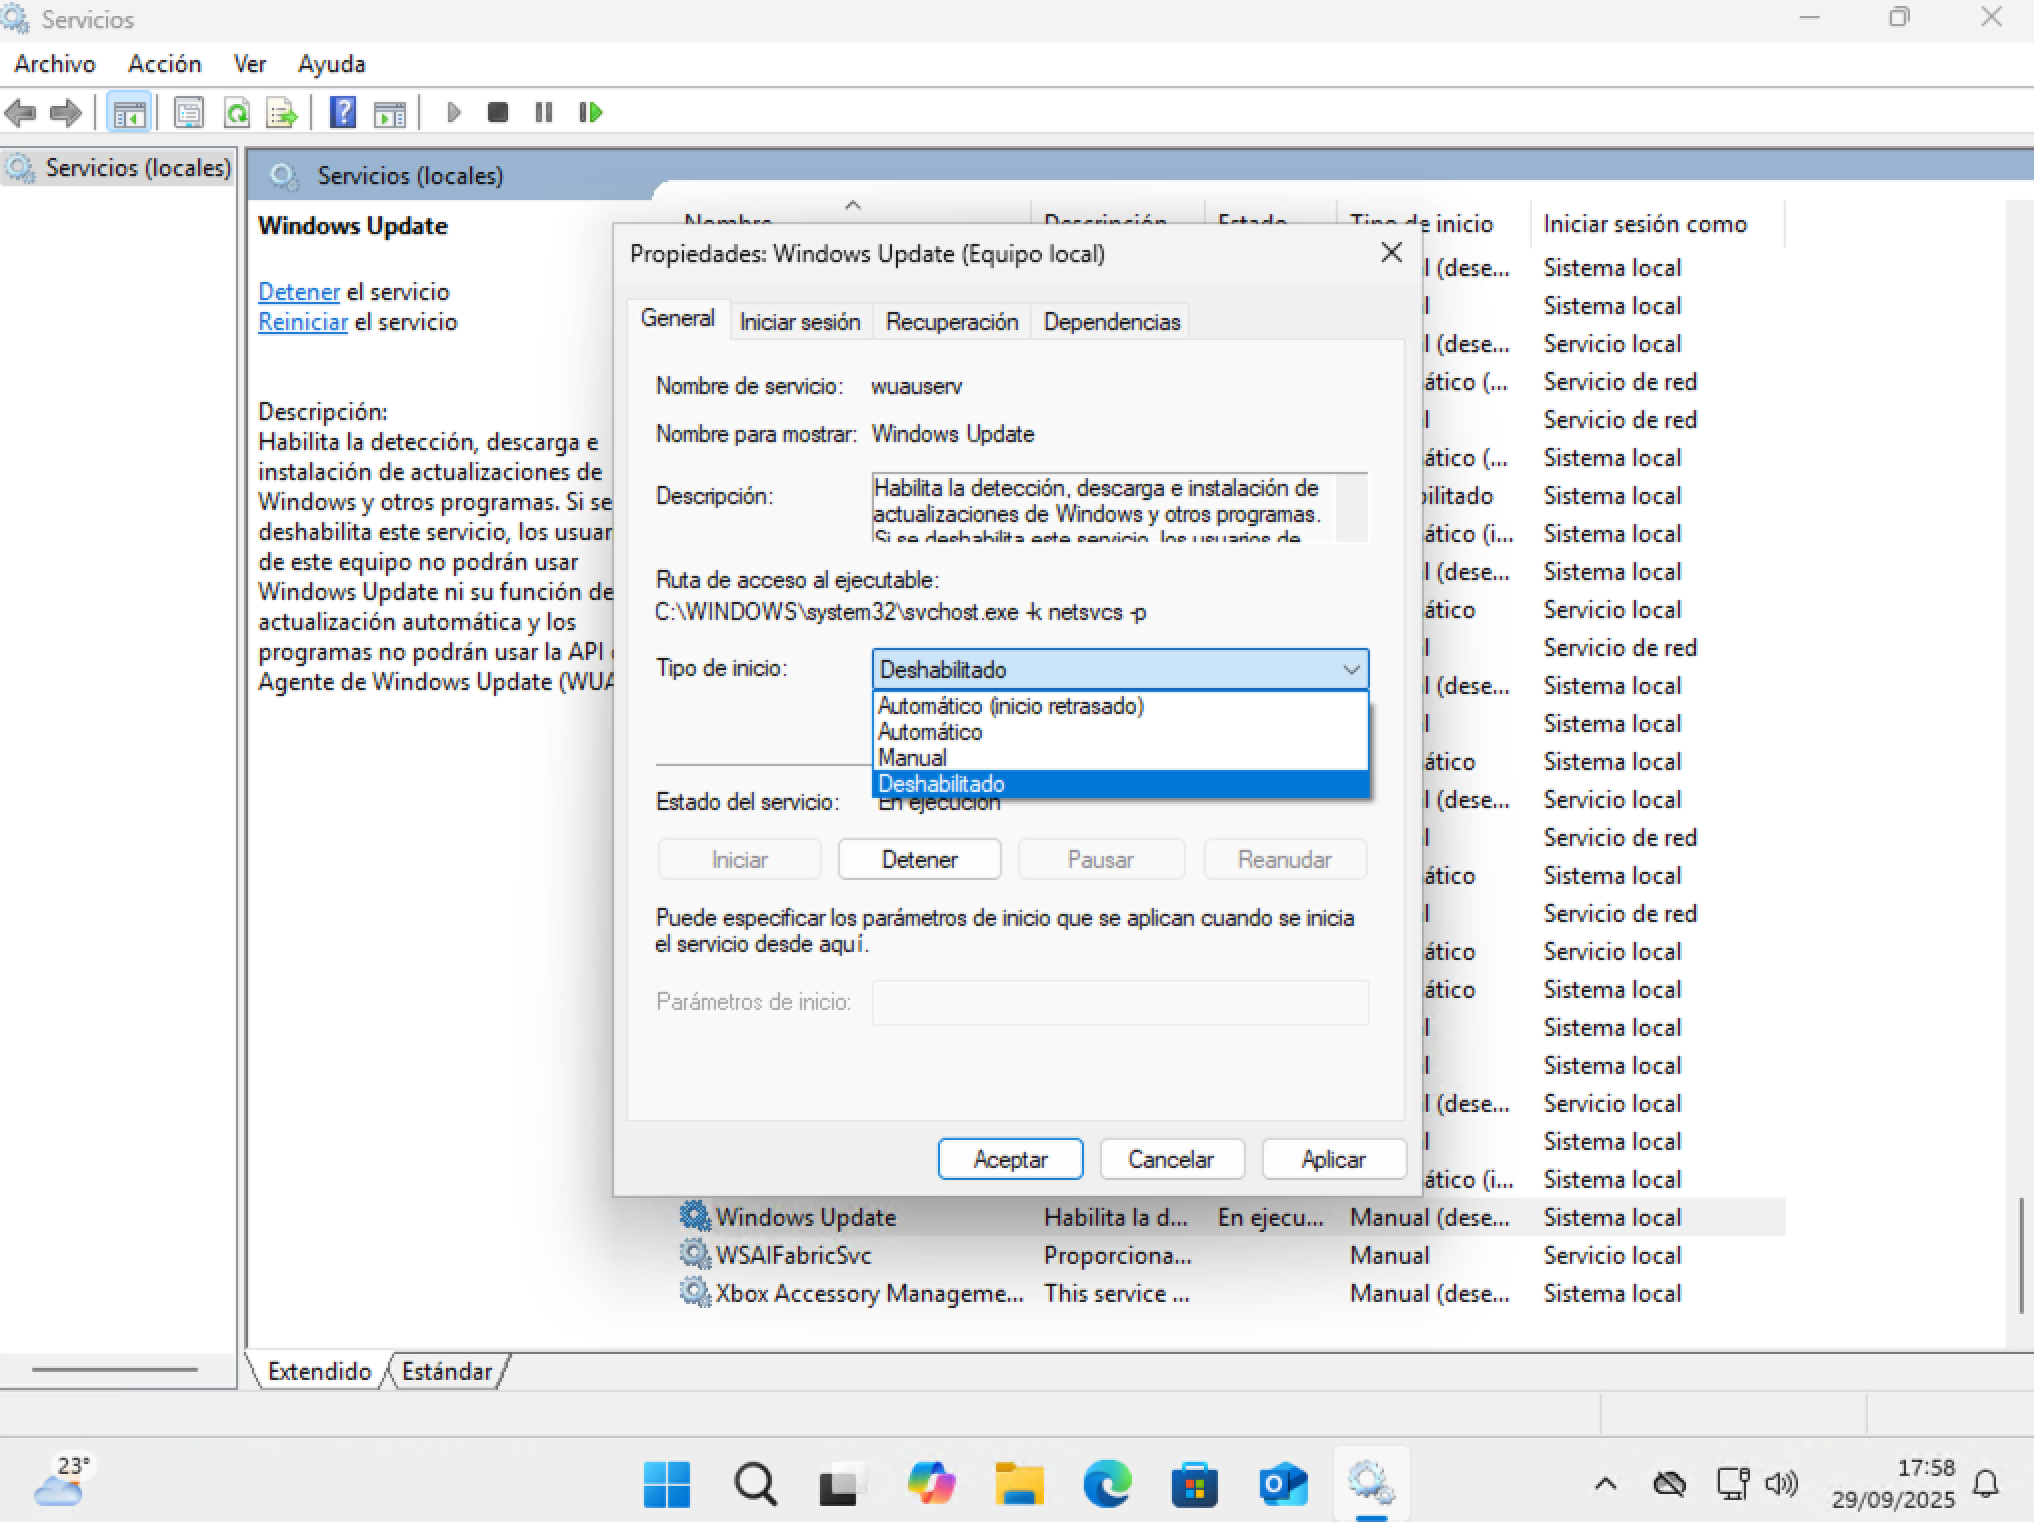 Servicios
Archivo Acción Ver Ayuda
Servicios (locales)
Servicios (locales)
Windows Update
Detener el servicio
Reiniciar el servicio
Descripción:
Habilita la detección, descarga e
instalación de actualizaciones de
Windows y otros programas. Si se
deshabilita este servicio, los usuar
de este equipo no podrán usar
Windows Update ni su función de
actualización automática y los
programas no podrán usar la API
Agente de Windows Update (WUA
Nombre Descripción Estado Tipo de inicio Iniciar sesión como
Propiedades: Windows Update (Equipo local)
General Iniciar sesión Recuperación Dependencias
Nombre de servicio: wuauserv
Nombre para mostrar: Windows Update
Descripción:
Habilita la detección, descarga e instalación de
actualizaciones de Windows y otros programas.
Si se deshabilita este servicio, los usuarios de
Ruta de acceso al ejecutable:
C:\WINDOWS\system32\svchost.exe -k netsvcs -p
Tipo de inicio: Deshabilitado
Automático (inicio retrasado)
Automático
Manual
Deshabilitado
Estado del servicio: En ejecución
Iniciar Detener Pausar Reanudar
Puede especificar los parámetros de inicio que se aplican cuando se inicia
el servicio desde aquí.
Parámetros de inicio:
Aceptar Cancelar Aplicar
l (dese... Sistema local
l Sistema local
l (dese... Servicio local
ático (... Servicio de red
l Servicio de red
ático (... Sistema local
bilitado Sistema local
ático (i... Sistema local
l (dese... Sistema local
ático Sistema local
l Servicio de red
l (dese... Sistema local
l Sistema local
ático Sistema local
l (dese... Sistema local
l Servicio de red
ático Sistema local
l Servicio de red
ático Servicio local
ático Sistema local
l Sistema local
l Sistema local
l (dese... Servicio local
l Sistema local
ático (i... Sistema local
Windows Update Habilita la d... En ejecu... Manual (dese... Sistema local
WSAIFabricSvc Proporciona... Manual Servicio local
Xbox Accessory Manageme... This service ... Manual (dese... Sistema local
Extendido Estándar
23°
17:58
29/09/2025